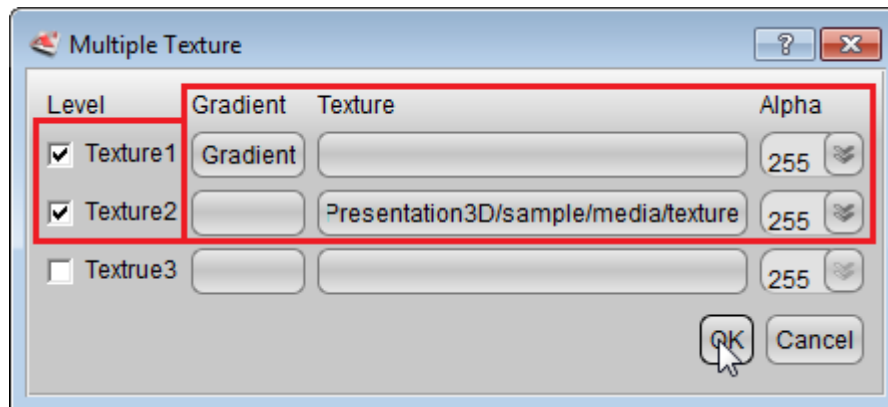 Multiple Texture
Level Gradient Texture Alpha
Texture1 Gradient 255
Texture2 Presentation3D/sample/media/texture 255
Textrue3 255
OK Cancel